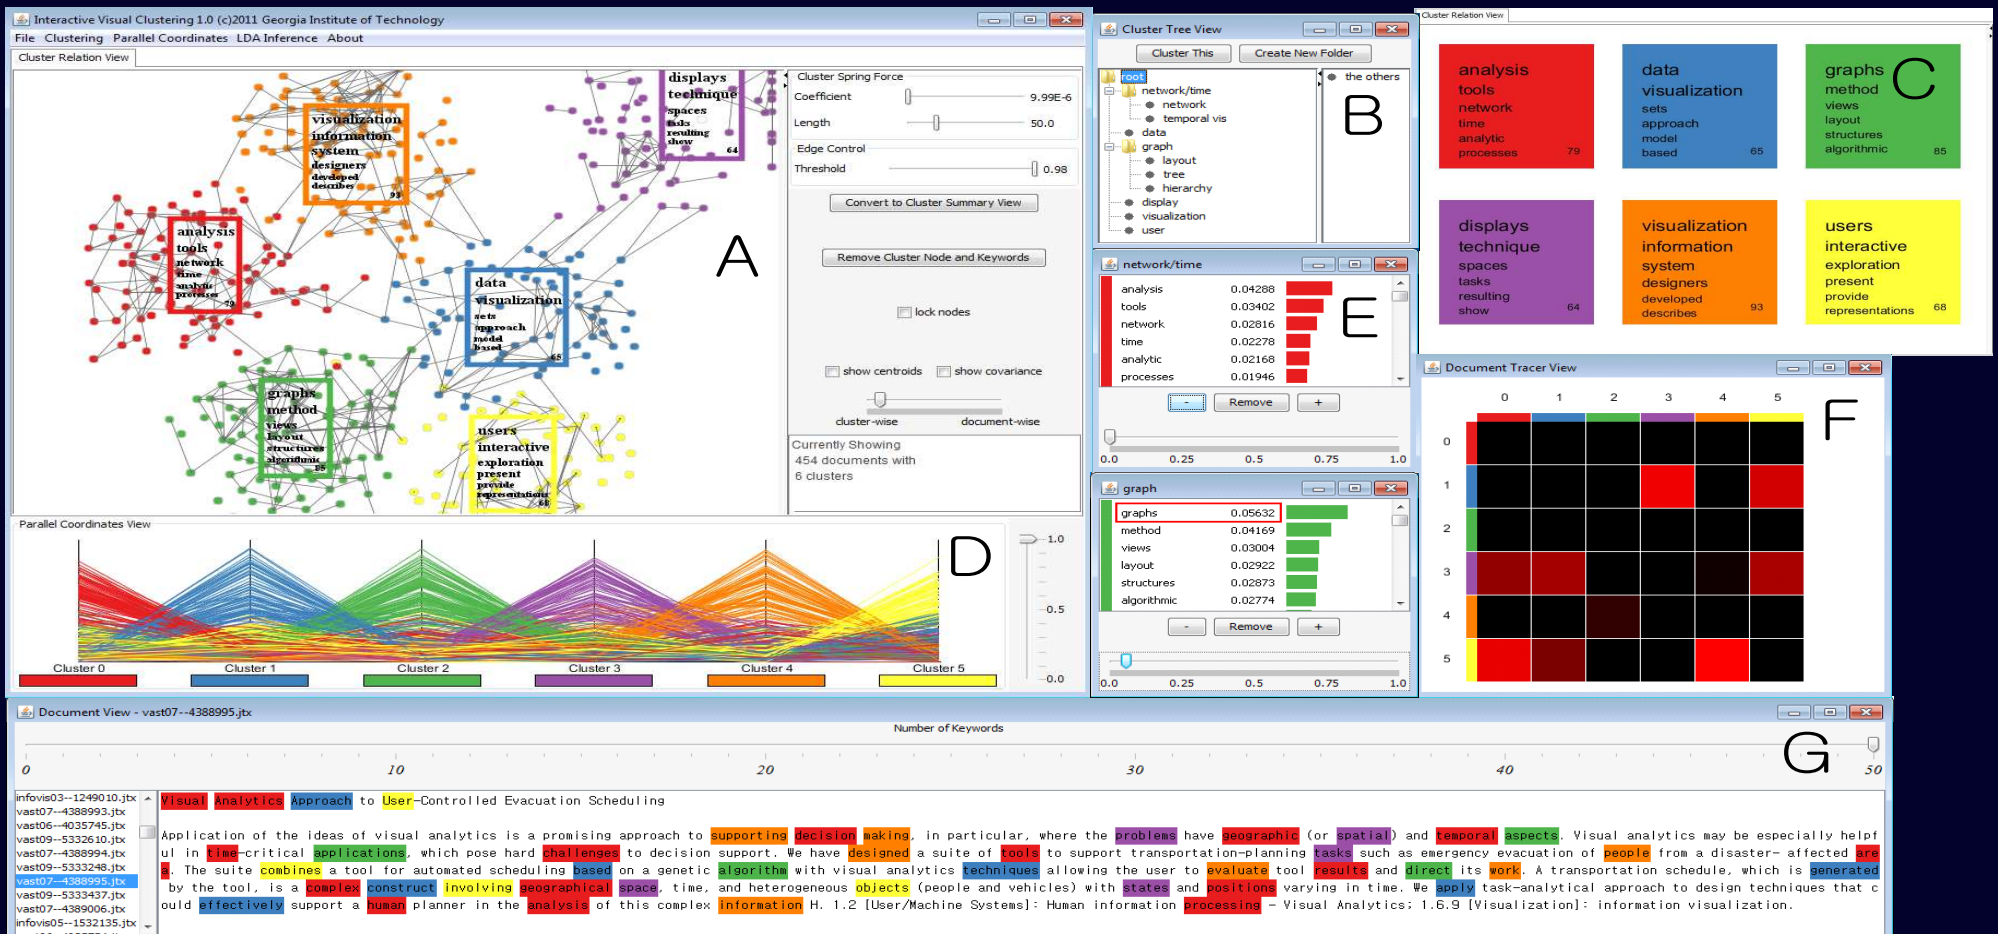 Interactive Visual Clustering 1.0 (c)2011 Georgia Institute of Technology
File Clustering Parallel Coordinates LDA Inference About
Cluster Relation View
displays
technique
spaces
tasks
resulting
show
64
visualization
information
system
designers
developed
describes
93
analysis
tools
network
time
analytic
processes
79
data
visualization
sets
approach
model
based
65
graphs
method
views
layout
structures
algorithmic
85
users
interactive
exploration
present
provide
representations
68
A
Cluster Spring Force
Coefficient 9.99E-6
Length 50.0
Edge Control
Threshold 0.98
Convert to Cluster Summary View
Remove Cluster Node and Keywords
lock nodes
show centroids show covariance
cluster-wise document-wise
Currently Showing
454 documents with
6 clusters
Parallel Coordinates View
D
1.0
0.5
0.0
Cluster 0 Cluster 1 Cluster 2 Cluster 3 Cluster 4 Cluster 5
Cluster Tree View
Cluster This Create New Folder
root
network/time
network
temporal vis
data
graph
layout
tree
hierarchy
display
visualization
user
the others
B
network/time
analysis 0.04288
tools 0.03402
network 0.02816
time 0.02278
analytic 0.02168
processes 0.01946
E
- Remove +
0.0 0.25 0.5 0.75 1.0
graph
graphs 0.05632
method 0.04169
views 0.03004
layout 0.02922
structures 0.02873
algorithmic 0.02774
- Remove +
0.0 0.25 0.5 0.75 1.0
Cluster Relation View
analysis
tools
network
time
analytic
processes 79
data
visualization
sets
approach
model
based 65
graphs
method
views
layout
structures
algorithmic 85
C
displays
technique
spaces
tasks
resulting
show 64
visualization
information
system
designers
developed
describes 93
users
interactive
exploration
present
provide
representations 68
Document Tracer View
0 1 2 3 4 5
0
1
2
3
4
5
F
Document View - vast07--4388995.jtx
Number of Keywords
G
0 10 20 30 40 50
infovis03--1249010.jtx
vast07--4388993.jtx
vast06--4035745.jtx
vast09--5332610.jtx
vast07--4388994.jtx
vast09--5333248.jtx
vast07--4388995.jtx
vast09--5333437.jtx
vast07--4389006.jtx
infovis05--1532135.jtx
Visual Analytics Approach to User-Controlled Evacuation Scheduling
Application of the ideas of visual analytics is a promising approach to supporting decision making, in particular, where the problems have geographic (or spatial) and temporal aspects. Visual analytics may be especially helpf
ul in time-critical applications, which pose hard challenges to decision support. We have designed a suite of tools to support transportation-planning tasks such as emergency evacuation of people from a disaster- affected are
a. The suite combines a tool for automated scheduling based on a genetic algorithm with visual analytics techniques allowing the user to evaluate tool results and direct its work. A transportation schedule, which is generated
by the tool, is a complex construct involving geographical space, time, and heterogeneous objects (people and vehicles) with states and positions varying in time. We apply task-analytical approach to design techniques that c
ould effectively support a human planner in the analysis of this complex information H. 1.2 [User/Machine Systems]: Human information processing - Visual Analytics; 1.6.9 [Visualization]: information visualization.